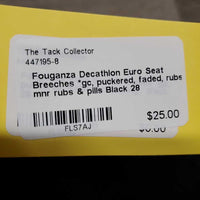 The Tack Collector
447195-8
Fouganza Decathlon Euro Seat
Breeches *gc, puckered, faded, rubs
mnr rubs & pills Black 28
$25.00
FLS7AJ